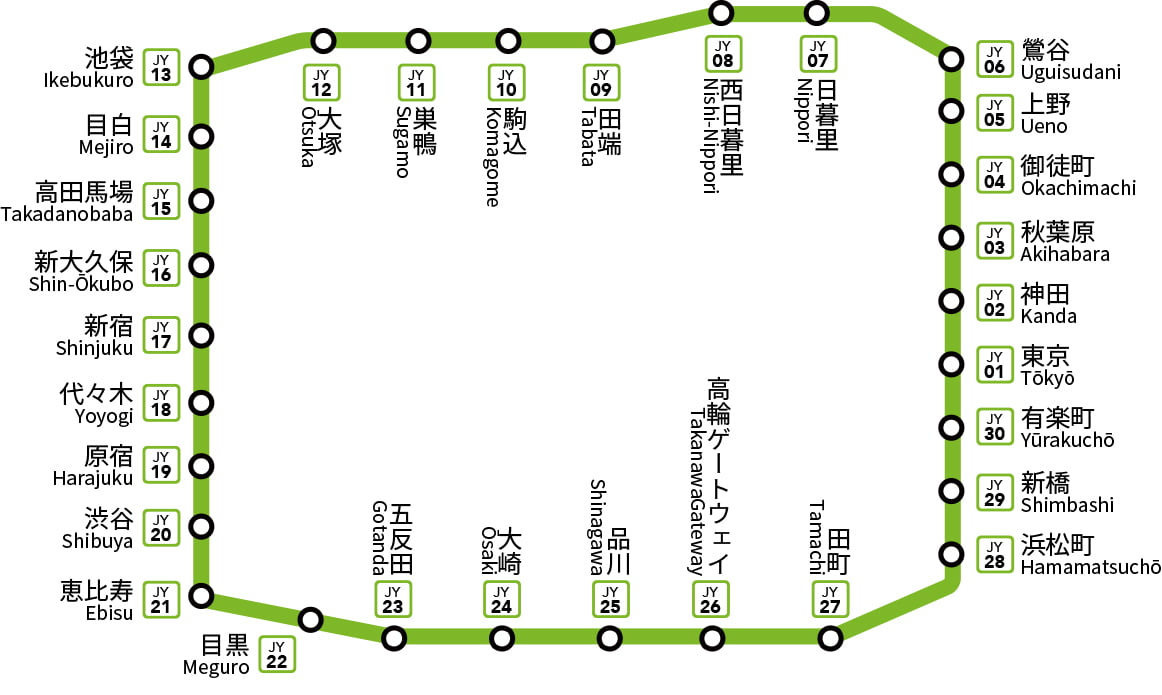 池袋
Ikebukuro
JY
13
目白
Mejiro
JY
14
高田馬場
Takadanobaba
JY
15
新大久保
Shin-Ōkubo
JY
16
新宿
Shinjuku
JY
17
代々木
Yoyogi
JY
18
原宿
Harajuku
JY
19
渋谷
Shibuya
JY
20
恵比寿
Ebisu
JY
21
目黒
Meguro
JY
22
JY
12
大塚
Ōtsuka
JY
11
巣鴨
Sugamo
JY
10
駒込
Komagome
JY
09
田端
Tabata
JY
08
西日暮里
Nishi-Nippori
JY
07
日暮里
Nippori
五反田
Gotanda
JY
23
大崎
Ōsaki
JY
24
品川
Shinagawa
JY
25
高輪ゲートウェイ
TakanawaGateway
JY
26
田町
Tamachi
JY
27
JY
06
鶯谷
Uguisudani
JY
05
上野
Ueno
JY
04
御徒町
Okachimachi
JY
03
秋葉原
Akihabara
JY
02
神田
Kanda
JY
01
東京
Tōkyō
JY
30
有楽町
Yūrakuchō
JY
29
新橋
Shimbashi
JY
28
浜松町
Hamamatsuchō